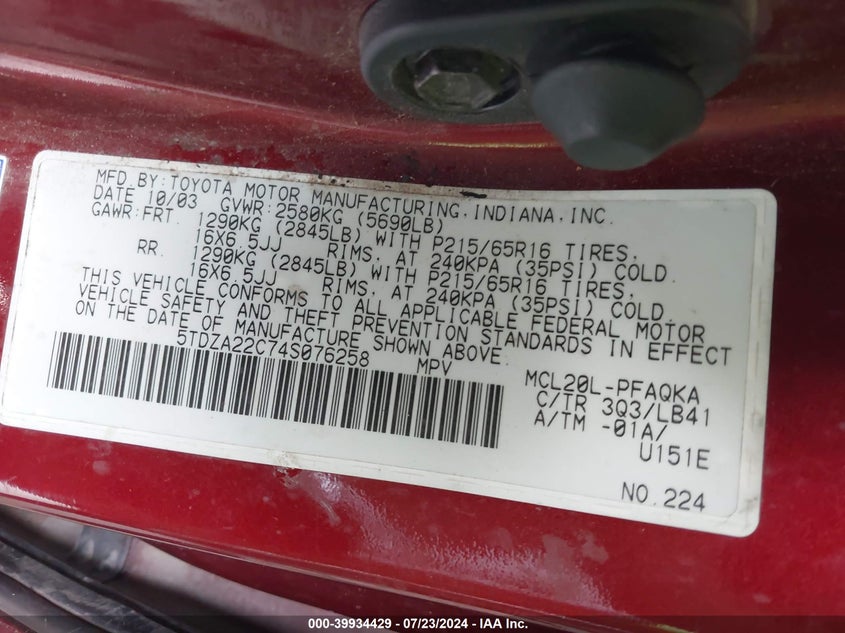 MFD.BY:TOYOTA MOTOR MANUFACTURING,INDIANA,INC.
DATE 10/03 GVWR:2580KG (5690LB)
GAWR:FRT 1290KG (2845LB) WITH P215/65R16 TIRES.
16X6.5JJ RIMS. AT 240KPA (35PSI) COLD.
RR 1290KG (2845LB) WITH P215/65R16 TIRES.
16X6.5JJ RIMS. AT 240KPA (35PSI) COLD.
THIS VEHICLE CONFORMS TO ALL APPLICABLE FEDERAL MOTOR
VEHICLE SAFETY AND THEFT PREVENTION STANDARDS IN EFFECT
ON THE DATE OF MANUFACTURE SHOWN ABOVE.
5TDZA22C74S076258 MPV
MCL20L-PFAQKA
C/TR 3Q3/LB41
A/TM -01A/
U151E
NO.224
000-39934429 - 07/23/2024 - IAA Inc.